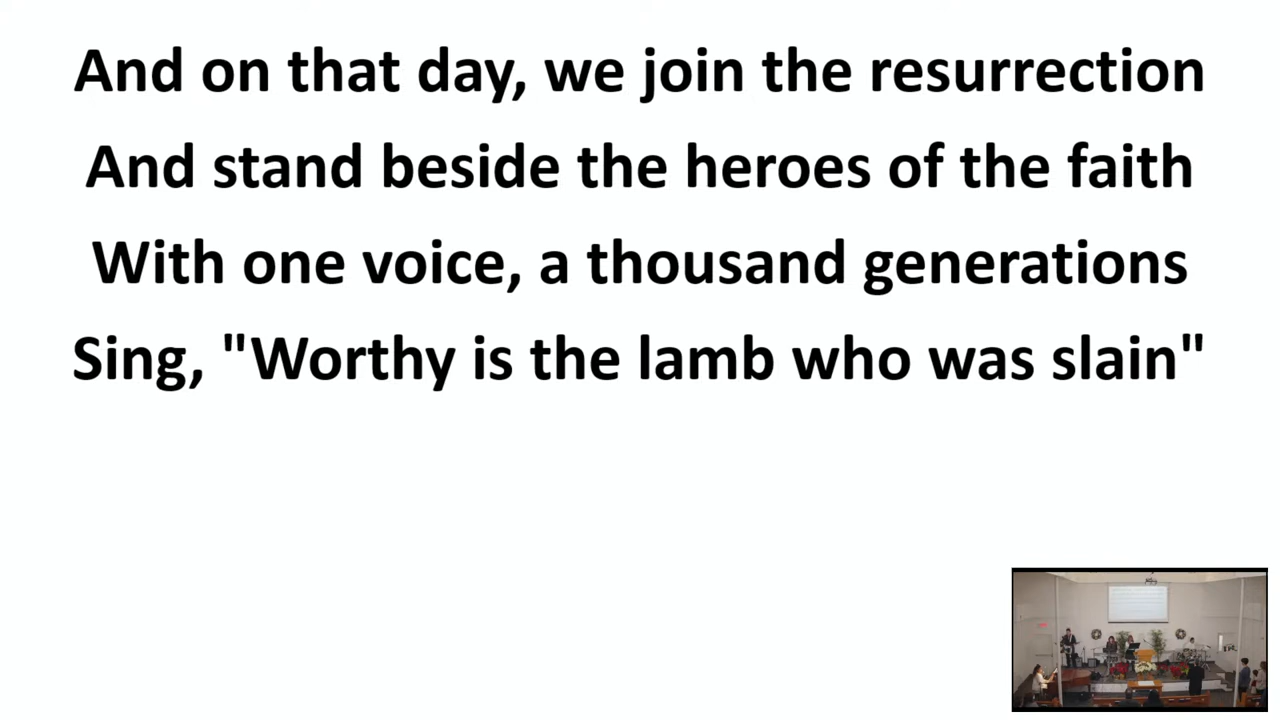 And on that day, we join the resurrection
And stand beside the heroes of the faith
With one voice, a thousand generations
Sing, "Worthy is the lamb who was slain"